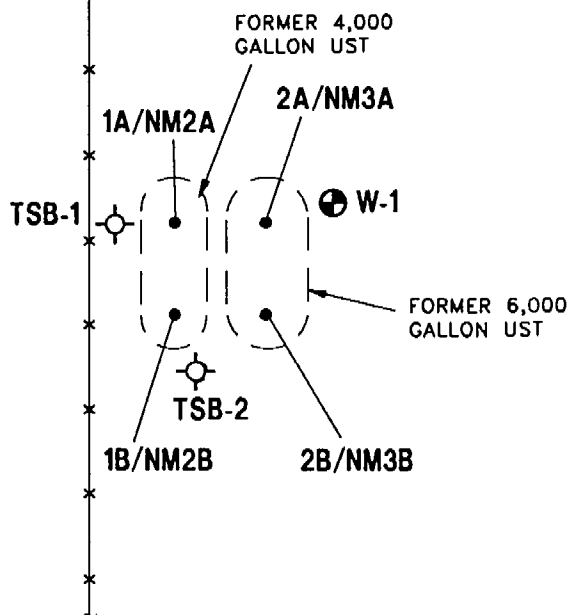 FORMER 4,000
GALLON UST
2A/NM3A
1A/NM2A
TSB-1
W-1
FORMER 6,000
GALLON UST
TSB-2
1B/NM2B
2B/NM3B